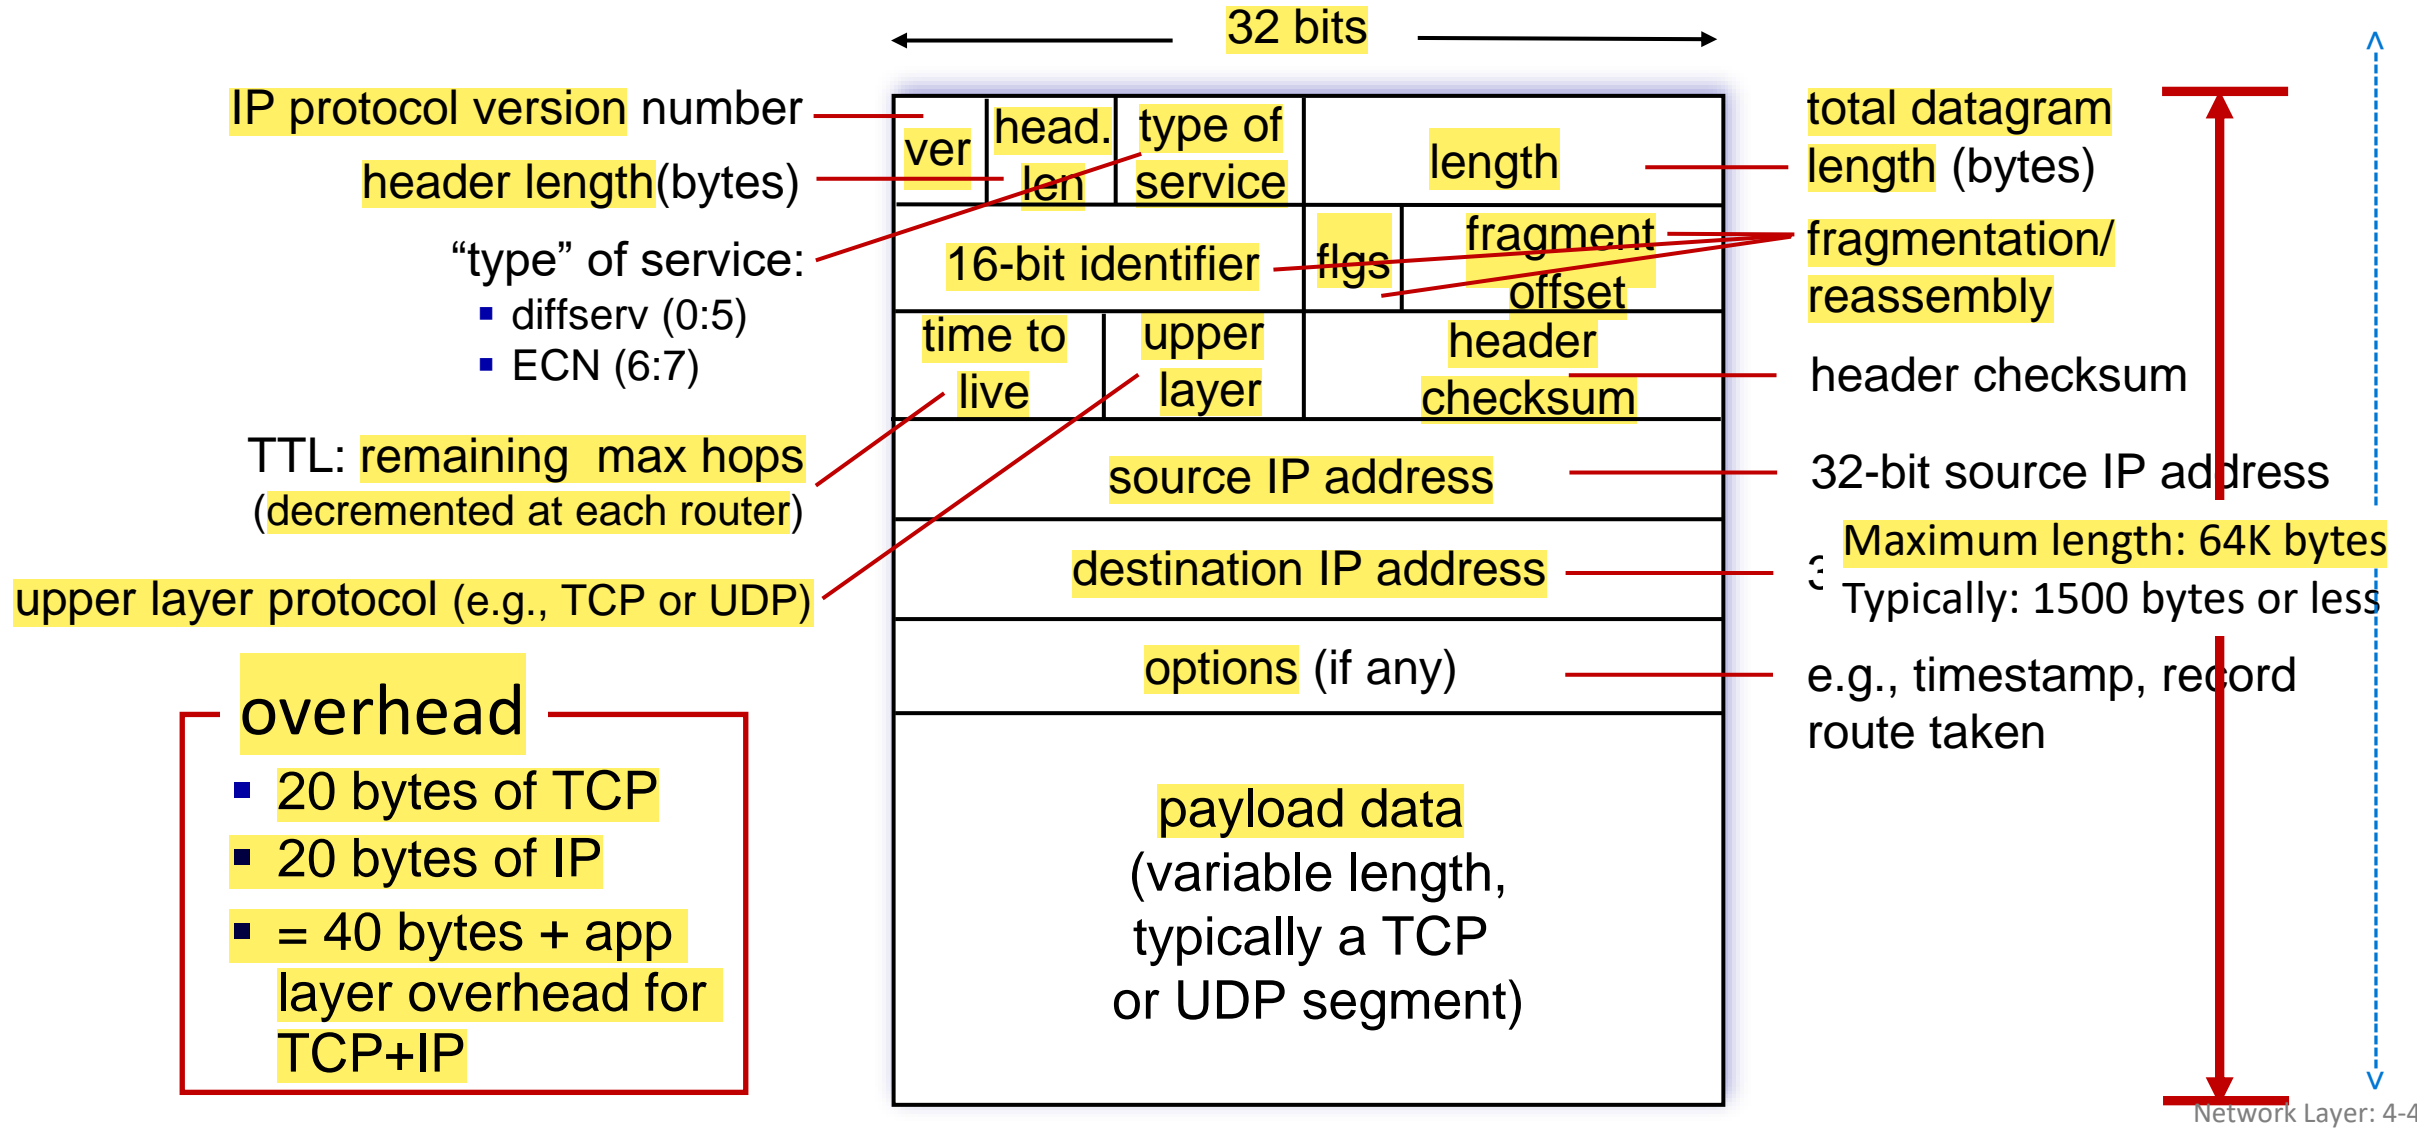 32 bits
IP protocol version number
header length(bytes)
“type” of service:
▪ diffserv (0:5)
▪ ECN (6:7)
TTL: remaining max hops
(decremented at each router)
upper layer protocol (e.g., TCP or UDP)
overhead
▪ 20 bytes of TCP
▪ 20 bytes of IP
▪ = 40 bytes + app
layer overhead for
TCP+IP
ver
head.
len
type of
service
length
16-bit identifier
flgs
fragment
offset
time to
live
upper
layer
header
checksum
source IP address
destination IP address
options (if any)
payload data
(variable length,
typically a TCP
or UDP segment)
total datagram
length (bytes)
fragmentation/
reassembly
header checksum
32-bit source IP address
Maximum length: 64K bytes
Typically: 1500 bytes or less
e.g., timestamp, record
route taken
Network Layer: 4-4